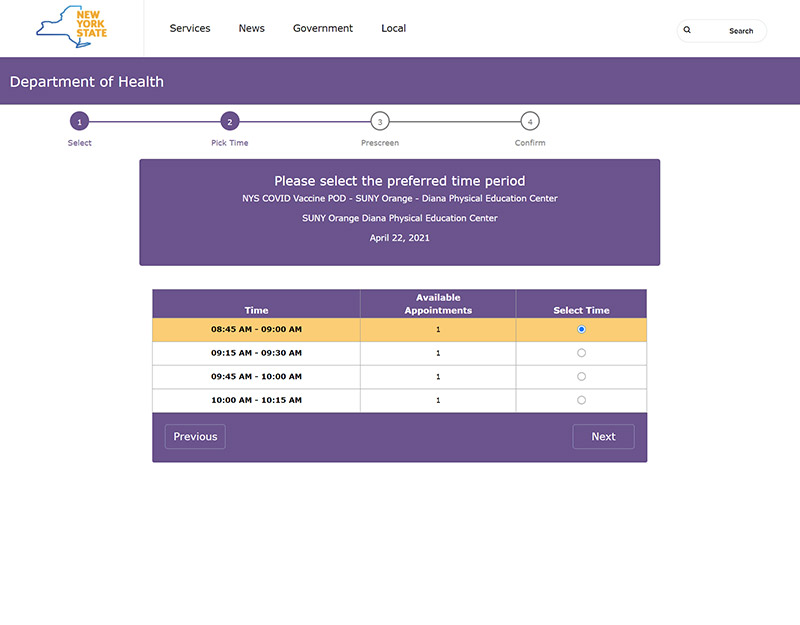 NEW
YORK
STATE
Services News Government Local
Search
Department of Health
1 2 3 4
Select Pick Time Prescreen Confirm
Please select the preferred time period
NYS COVID Vaccine POD - SUNY Orange - Diana Physical Education Center
SUNY Orange Diana Physical Education Center
April 22, 2021
Time Available Appointments Select Time
08:45 AM - 09:00 AM 1
09:15 AM - 09:30 AM 1
09:45 AM - 10:00 AM 1
10:00 AM - 10:15 AM 1
Previous Next